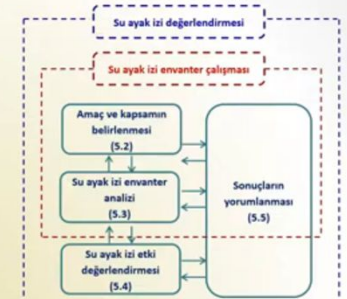 Su ayak izi değerlendirmesi
Su ayak izi envanter çalışması
Amaç ve kapsamın
belirlenmesi
(5.2)
Su ayak izi envanter
analizi
(5.3)
Su ayak izi etki
değerlendirmesi
(5.4)
Sonuçların
yorumlanması
(5.5)